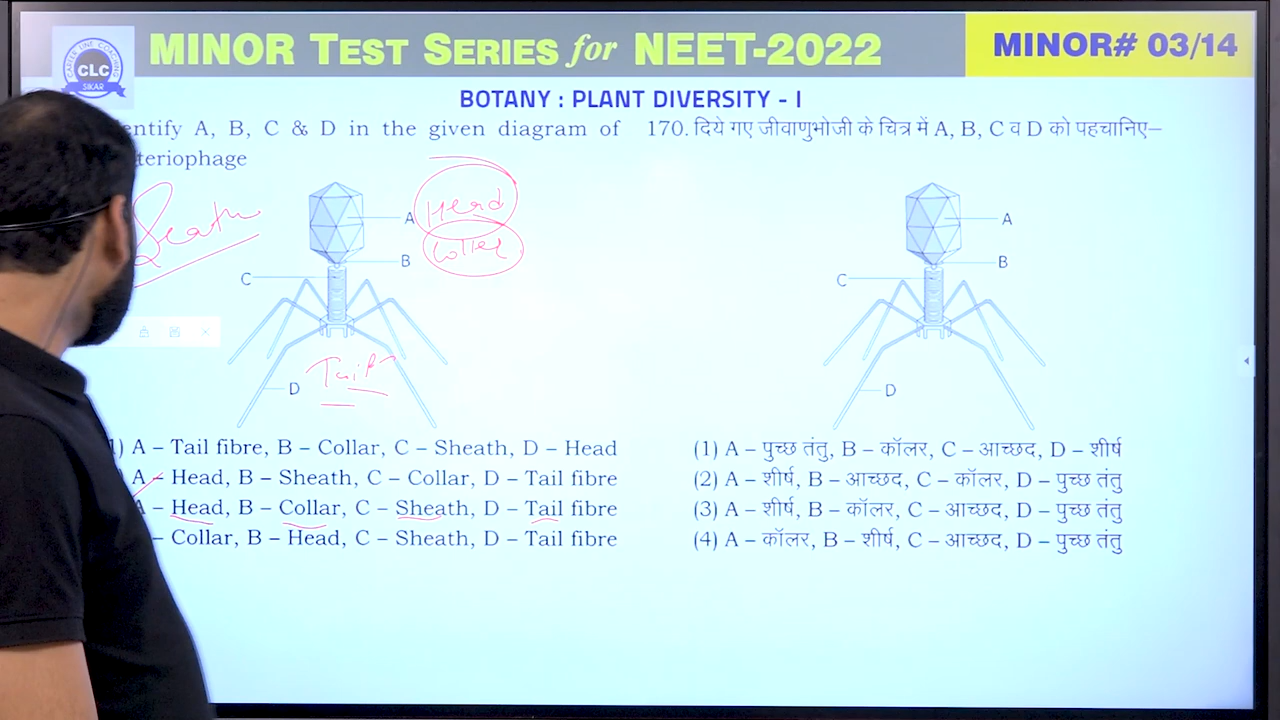 MINOR TEST SERIES for NEET-2022
MINOR# 03/14
CLC
SIKAR
BOTANY : PLANT DIVERSITY - I
entify A, B, C & D in the given diagram of
teriophage
170. दिये गए जीवाणुभोजी के चित्र में A, B, C व D को पहचानिए–
A
Head
B
C
D
A
B
C
D
1) A – Tail fibre, B – Collar, C – Sheath, D – Head
A – Head, B – Sheath, C – Collar, D – Tail fibre
A – Head, B – Collar, C – Sheath, D – Tail fibre
– Collar, B – Head, C – Sheath, D – Tail fibre
(1) A – पुच्छ तंतु, B – कॉलर, C – आच्छद, D – शीर्ष
(2) A – शीर्ष, B – आच्छद, C – कॉलर, D – पुच्छ तंतु
(3) A – शीर्ष, B – कॉलर, C – आच्छद, D – पुच्छ तंतु
(4) A – कॉलर, B – शीर्ष, C – आच्छद, D – पुच्छ तंतु